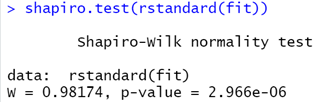 > shapiro.test(rstandard(fit))
Shapiro-Wilk normality test
data:  rstandard(fit)
W = 0.98174, p-value = 2.966e-06